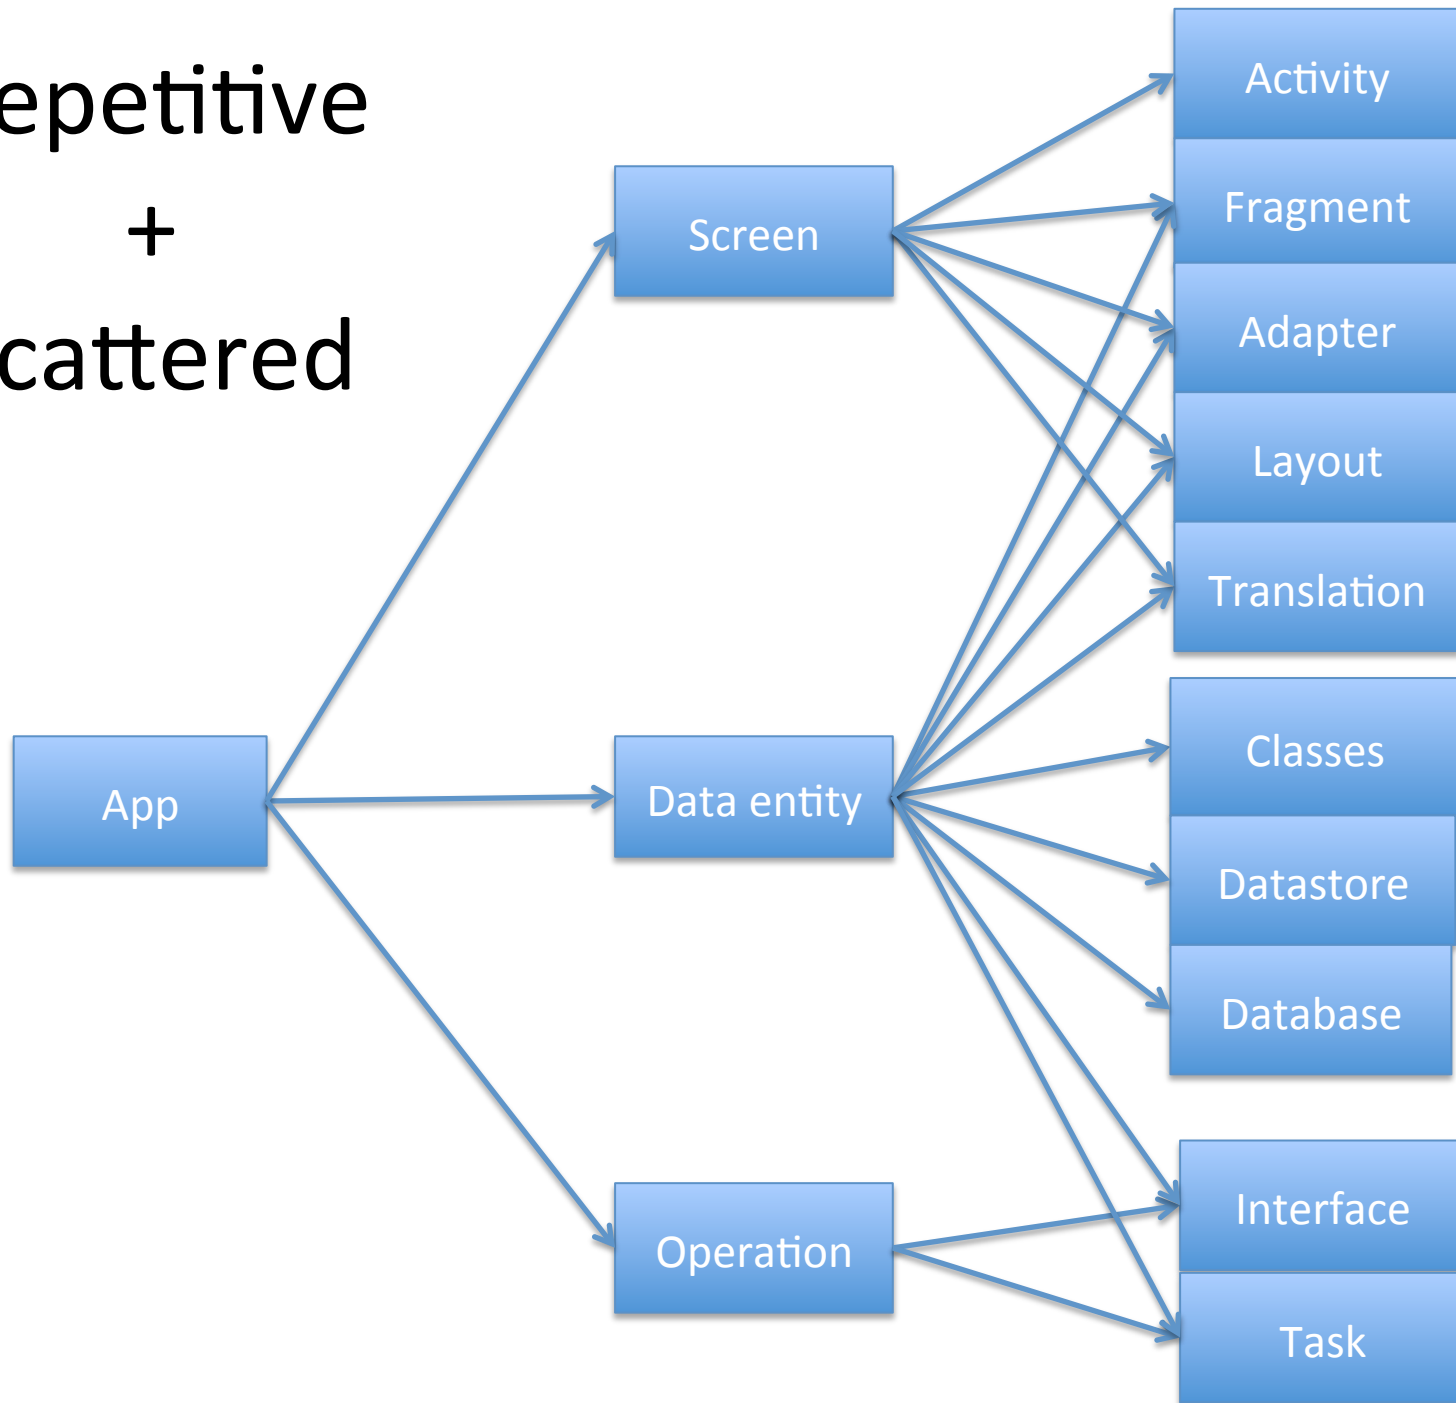 epetitive
+
cattered
Activity
Fragment
Screen
Adapter
Layout
Translation
Classes
App
Data entity
Datastore
Database
Interface
Operation
Task